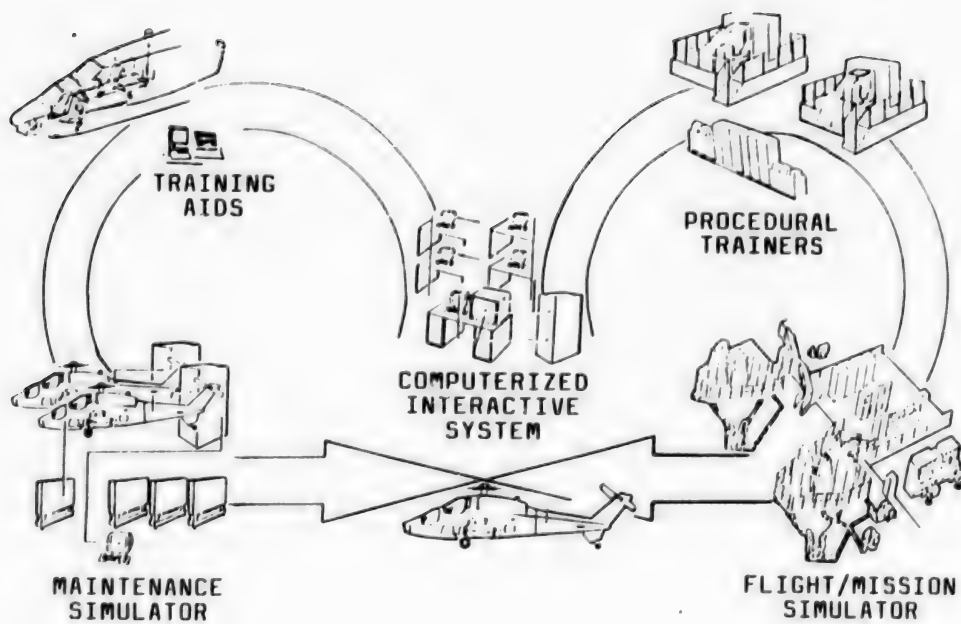 TRAINING
AIDS
PROCEDURAL
TRAINERS
COMPUTERIZED
INTERACTIVE
SYSTEM
MAINTENANCE
SIMULATOR
FLIGHT/MISSION
SIMULATOR